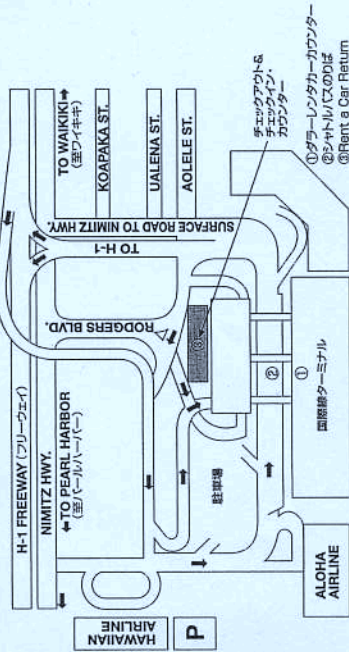 H-1 FREEWAY (フリーウェイ)
NIMITZ HWY.
←TO PEARL HARBOR
(至パールハーバー)
TO WAIKIKI→
(至ワイキキ)
KOAPAKA ST.
UALENA ST.
AOLELE ST.
SURFACE ROAD TO NIMITZ HWY.
TO H-1
RODGERS BLVD.
HAWAIIAN
AIRLINE
P
③
チェックアウト&
チェックイン・
カウンター
駐車場
②
①
国際線ターミナル
ALOHA
AIRLINE
①ダラーレンタカーカウンター
②シャトルバスのりば
③Rent a Car Return